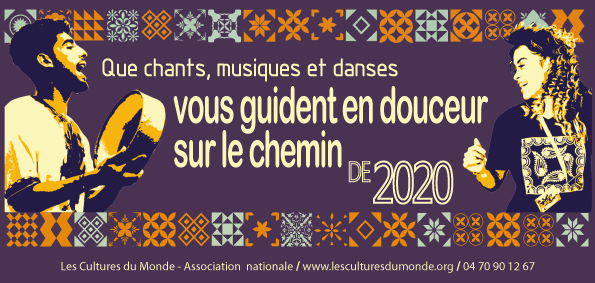 Que chants, musiques et danses
vous guident en douceur
sur le chemin
DE 2020
Les Cultures du Monde - Association nationale / www.lesculturesdumonde.org / 04 70 90 12 67